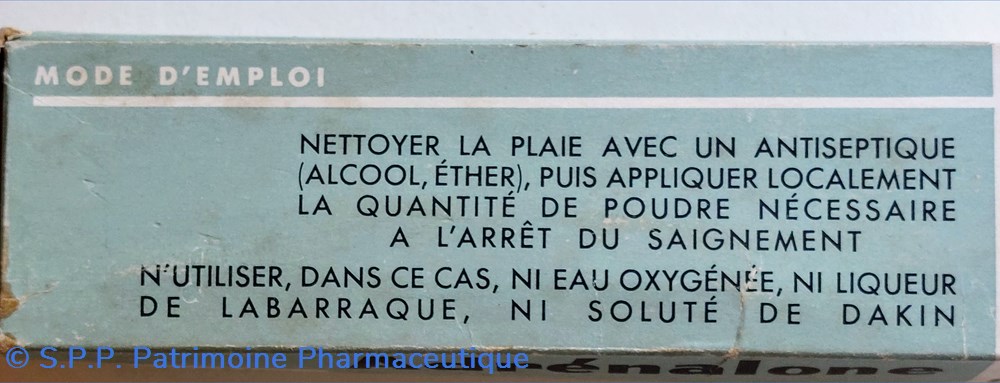 MODE D'EMPLOI
NETTOYER LA PLAIE AVEC UN ANTISEPTIQUE
(ALCOOL, ÉTHER), PUIS APPLIQUER LOCALEMENT
LA QUANTITÉ DE POUDRE NÉCESSAIRE
A L'ARRÊT DU SAIGNEMENT
N'UTILISER, DANS CE CAS, NI EAU OXYGÉNÉE, NI LIQUEUR
DE LABARRAQUE, NI SOLUTÉ DE DAKIN
© S.P.P. Patrimoine Pharmaceutique